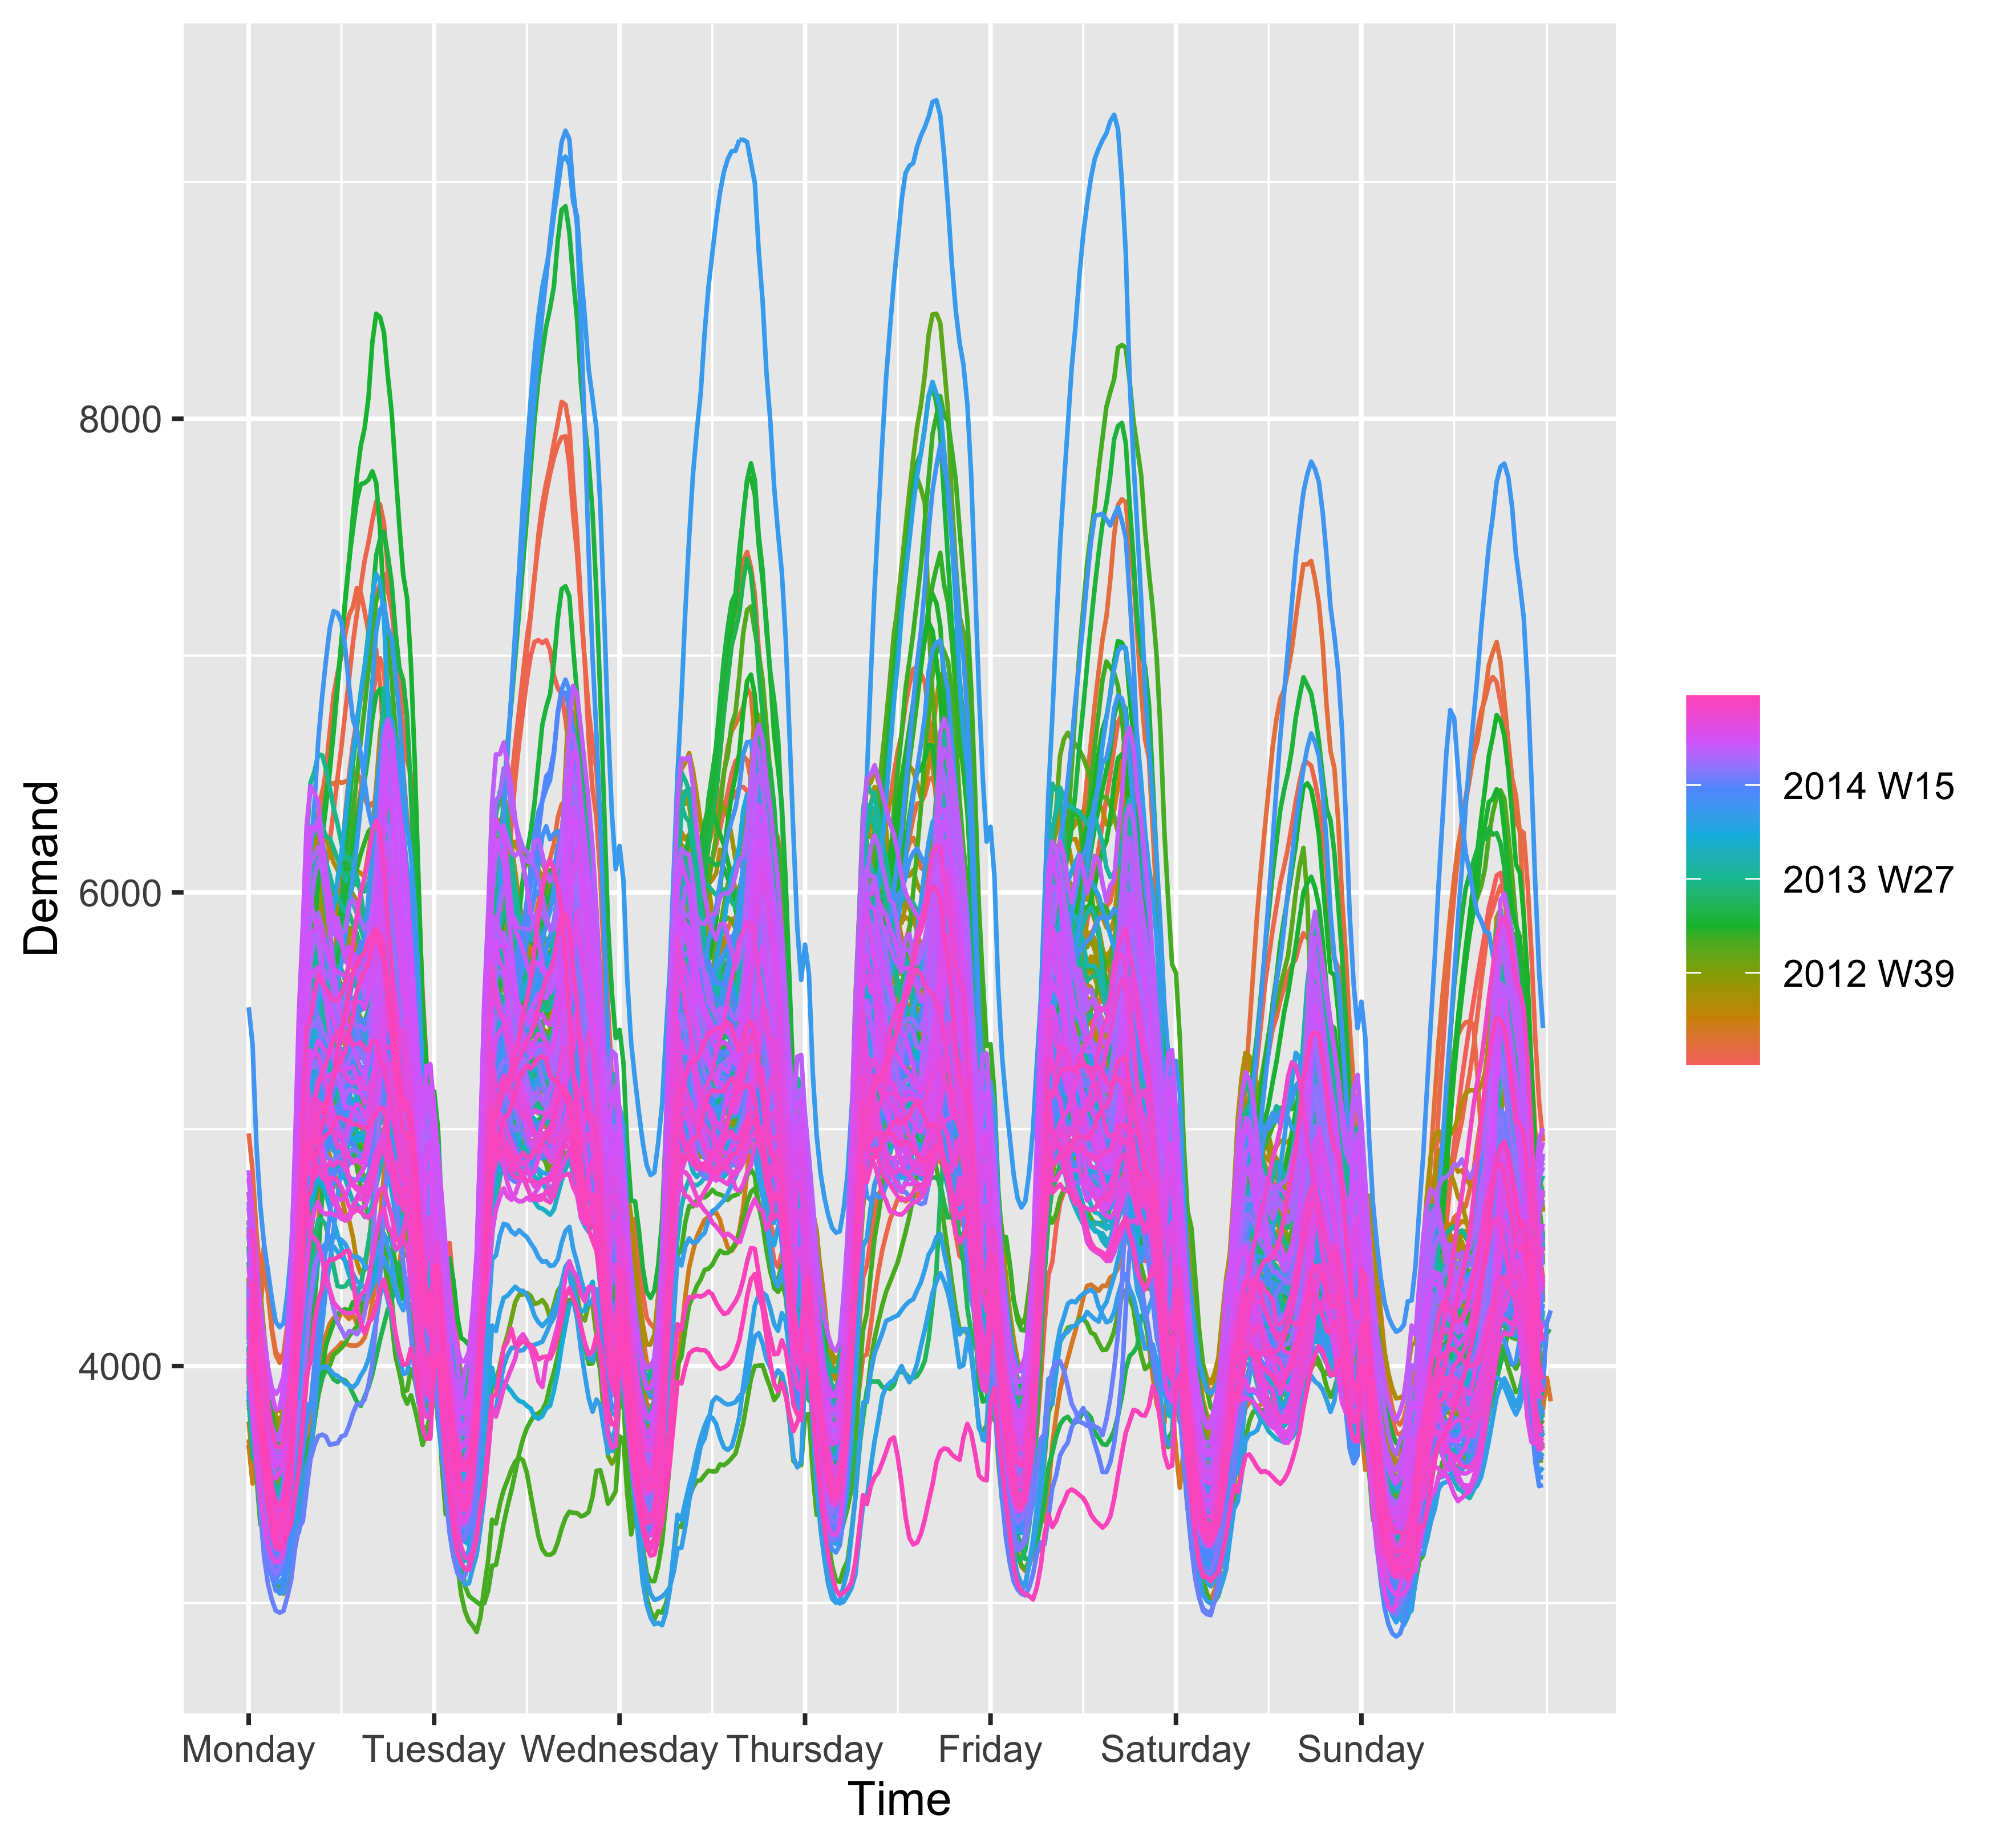 Demand
8000
6000
4000
Monday Tuesday Wednesday Thursday Friday Saturday Sunday
Time
2014 W15
2013 W27
2012 W39